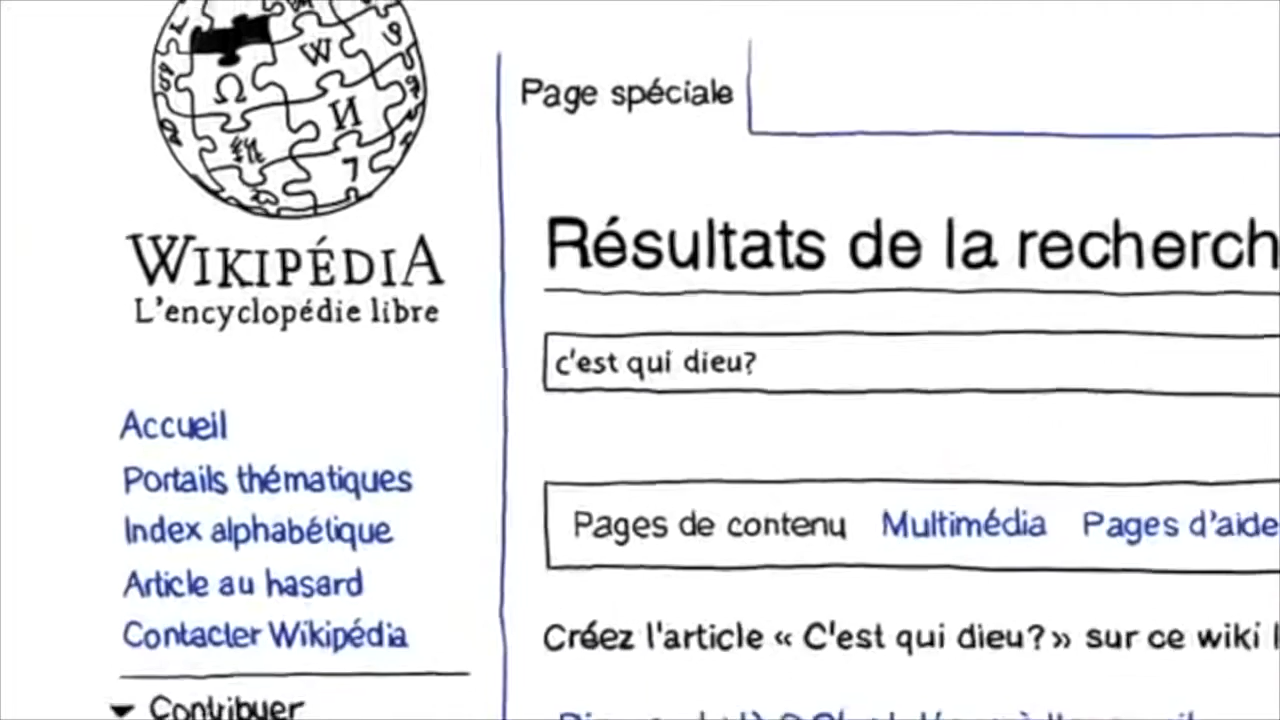 WIKIPÉDIA
L'encyclopédie libre
Accueil
Portails thématiques
Index alphabétique
Article au hasard
Contacter Wikipédia
Contribuer
Page spéciale
Résultats de la recherch
c'est qui dieu?
Pages de contenu Multimédia Pages d'aide
Créez l'article « C'est qui dieu? » sur ce wiki